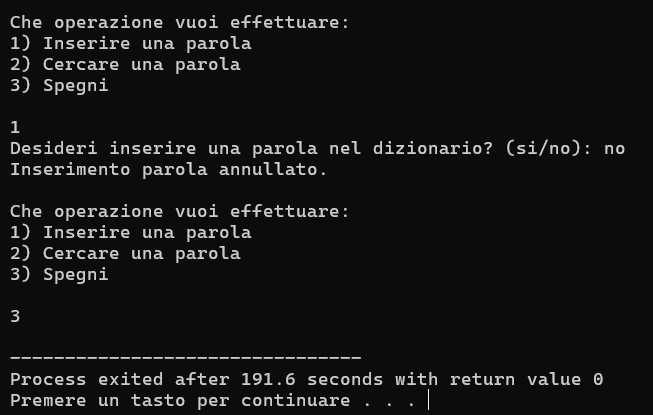 Che operazione vuoi effettuare:
1) Inserire una parola
2) Cercare una parola
3) Spegni
1
Desideri inserire una parola nel dizionario? (si/no): no
Inserimento parola annullato.
Che operazione vuoi effettuare:
1) Inserire una parola
2) Cercare una parola
3) Spegni
3
--------------------------------
Process exited after 191.6 seconds with return value 0
Premere un tasto per continuare . . .